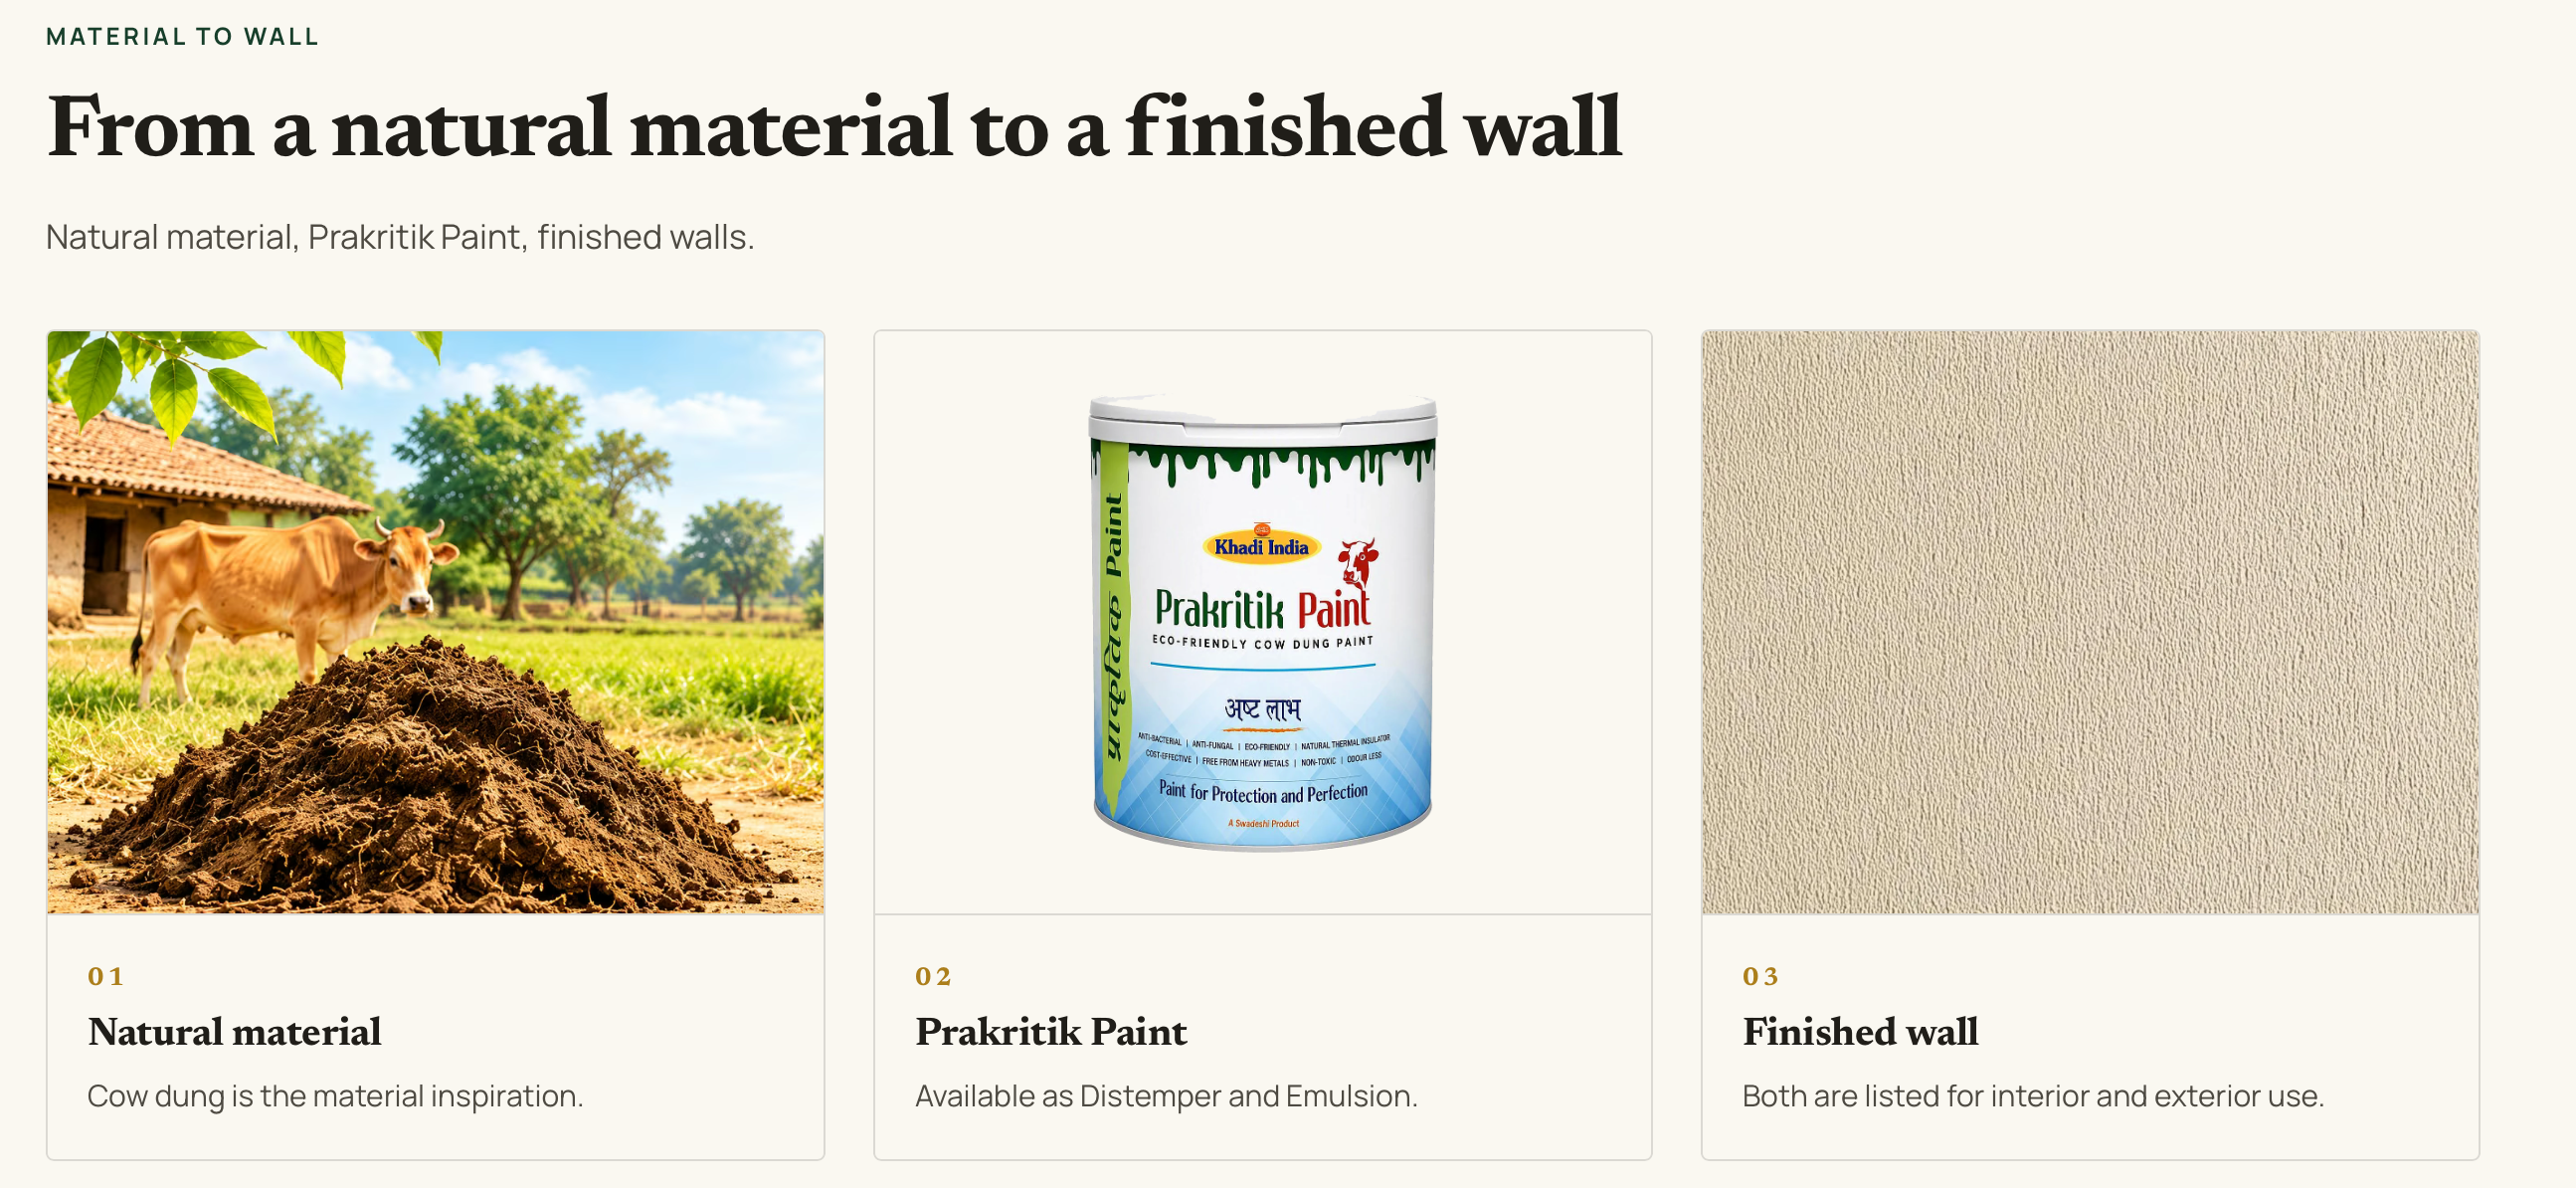 MATERIAL TO WALL
From a natural material to a finished wall
Natural material, Prakritik Paint, finished walls.
प्राकृतिक Paint
Khadi India
Prakritik Paint
ECO-FRIENDLY COW DUNG PAINT
अष्ट लाभ
ANTI-BACTERIAL | ANTI-FUNGAL | ECO-FRIENDLY | NATURAL THERMAL INSULATOR
COST-EFFECTIVE | FREE FROM HEAVY METALS | NON-TOXIC | ODOUR LESS
Paint for Protection and Perfection
A Swadeshi Product
01
Natural material
Cow dung is the material inspiration.
02
Prakritik Paint
Available as Distemper and Emulsion.
03
Finished wall
Both are listed for interior and exterior use.